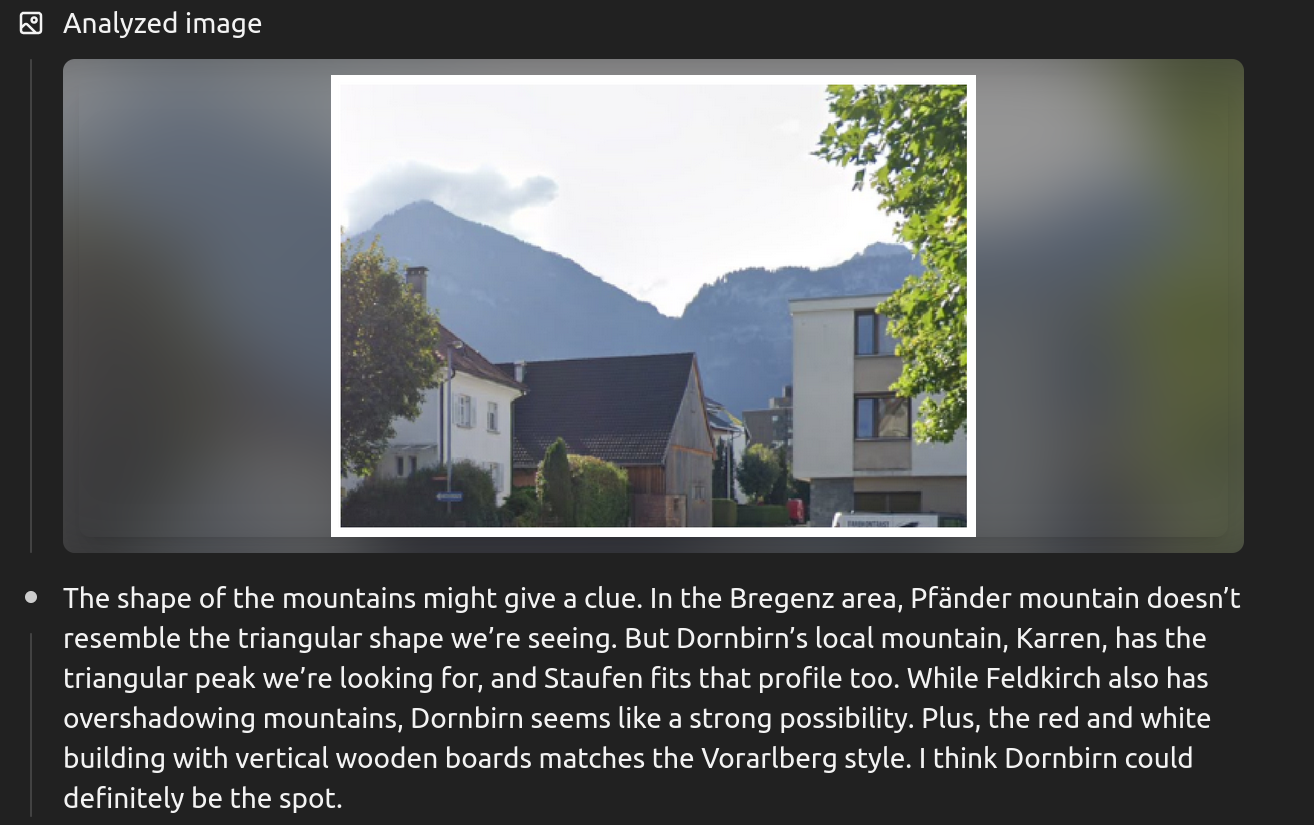 Analyzed image
The shape of the mountains might give a clue. In the Bregenz area, Pfänder mountain doesn’t
resemble the triangular shape we’re seeing. But Dornbirn’s local mountain, Karren, has the
triangular peak we’re looking for, and Staufen fits that profile too. While Feldkirch also has
overshadowing mountains, Dornbirn seems like a strong possibility. Plus, the red and white
building with vertical wooden boards matches the Vorarlberg style. I think Dornbirn could
definitely be the spot.